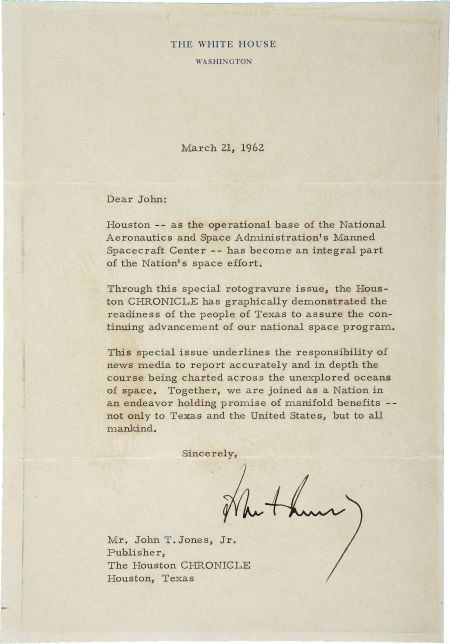 THE WHITE HOUSE
WASHINGTON
March 21, 1962
Dear John:
Houston -- as the operational base of the National
Aeronautics and Space Administration's Manned
Spacecraft Center -- has become an integral part
of the Nation's space effort.
Through this special rotogravure issue, the Hous-
ton CHRONICLE has graphically demonstrated the
readiness of the people of Texas to assure the con-
tinuing advancement of our national space program.
This special issue underlines the responsibility of
news media to report accurately and in depth the
course being charted across the unexplored oceans
of space.  Together, we are joined as a Nation in
an endeavor holding promise of manifold benefits --
not only to Texas and the United States, but to all
mankind.
Sincerely,
Mr. John T. Jones, Jr.
Publisher,
The Houston CHRONICLE
Houston, Texas